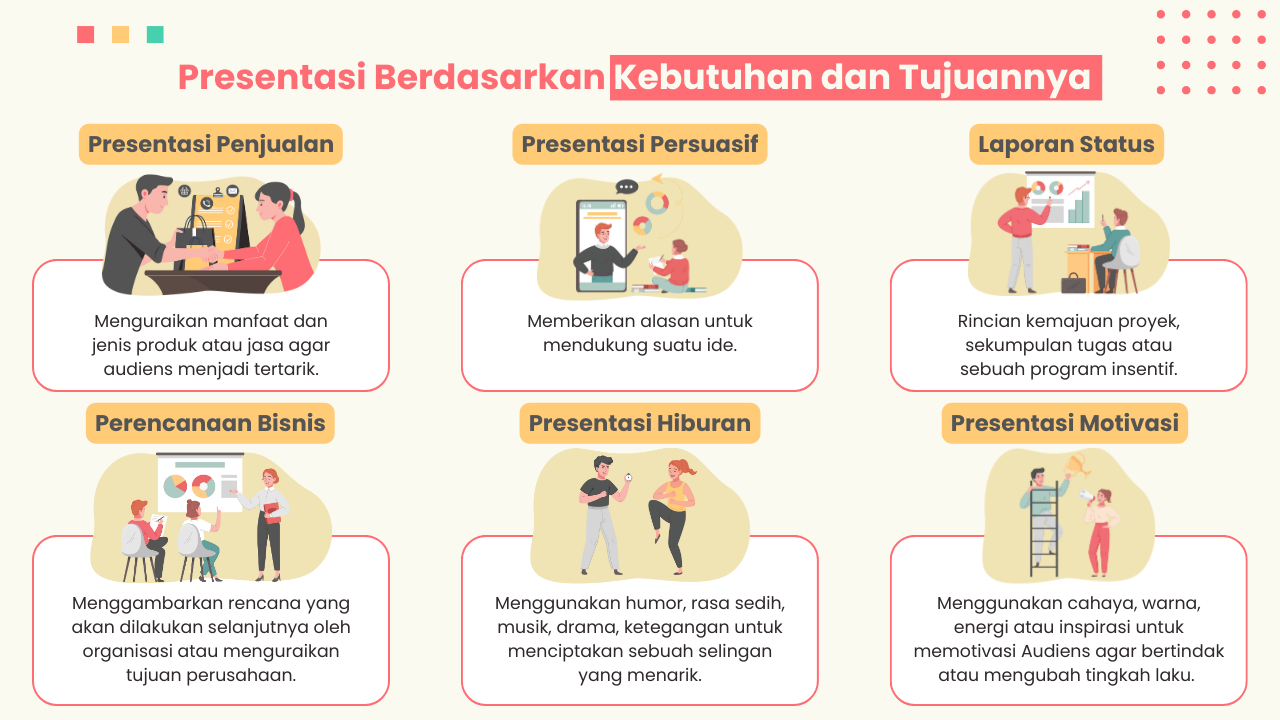 Presentasi Berdasarkan Kebutuhan dan Tujuannya
Presentasi Penjualan
Menguraikan manfaat dan
jenis produk atau jasa agar
audiens menjadi tertarik.
Presentasi Persuasif
Memberikan alasan untuk
mendukung suatu ide.
Laporan Status
Rincian kemajuan proyek,
sekumpulan tugas atau
sebuah program insentif.
Perencanaan Bisnis
Menggambarkan rencana yang
akan dilakukan selanjutnya oleh
organisasi atau menguraikan
tujuan perusahaan.
Presentasi Hiburan
Menggunakan humor, rasa sedih,
musik, drama, ketegangan untuk
menciptakan sebuah selingan
yang menarik.
Presentasi Motivasi
Menggunakan cahaya, warna,
energi atau inspirasi untuk
memotivasi Audiens agar bertindak
atau mengubah tingkah laku.